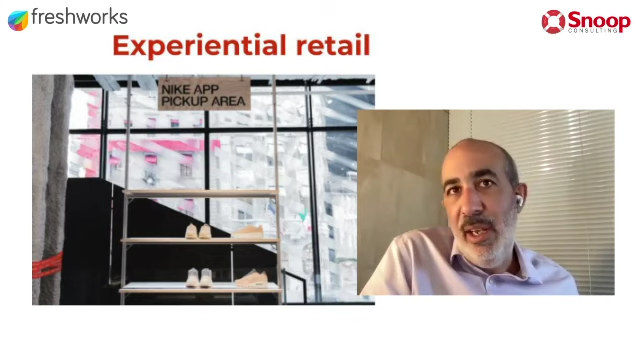 freshworks
Snoop
CONSULTING
Experiential retail
NIKE APP
PICKUP AREA